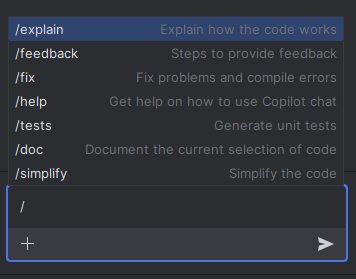 /explain Explain how the code works
/feedback Steps to provide feedback
/fix Fix problems and compile errors
/help Get help on how to use Copilot chat
/tests Generate unit tests
/doc Document the current selection of code
/simplify Simplify the code
/